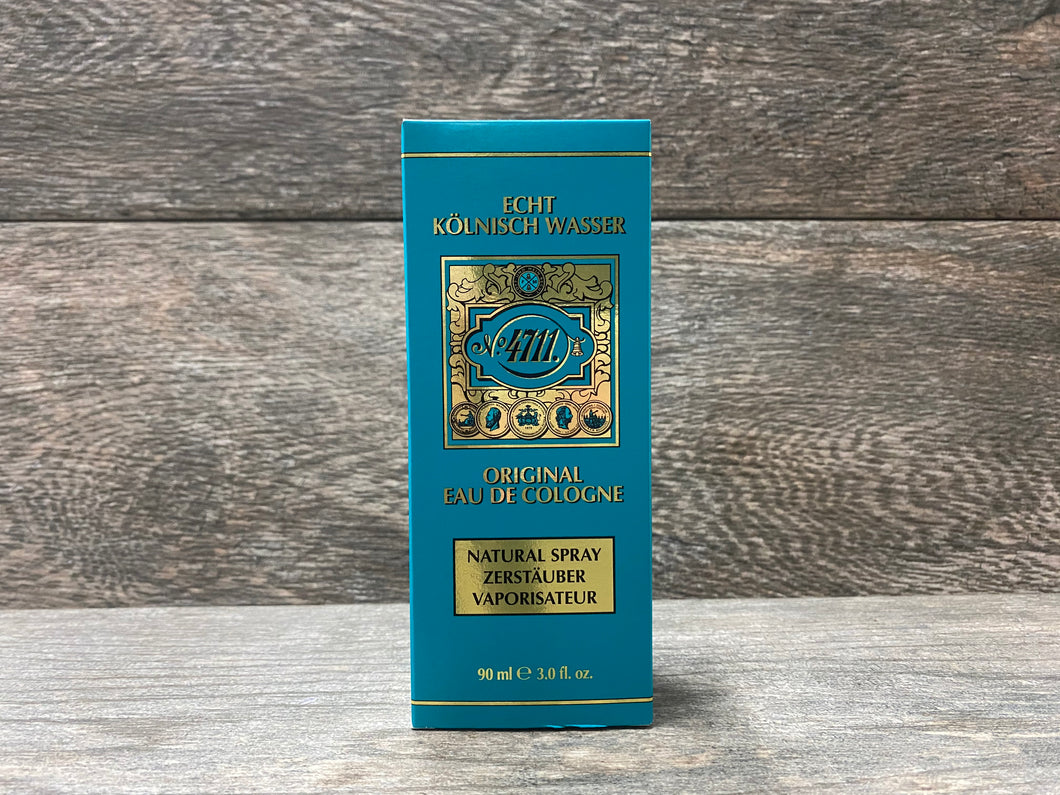 ECHT
KÖLNISCH WASSER
No 4711.
ORIGINAL
EAU DE COLOGNE
NATURAL SPRAY
ZERSTÄUBER
VAPORISATEUR
90 ml ℮ 3.0 fl. oz.